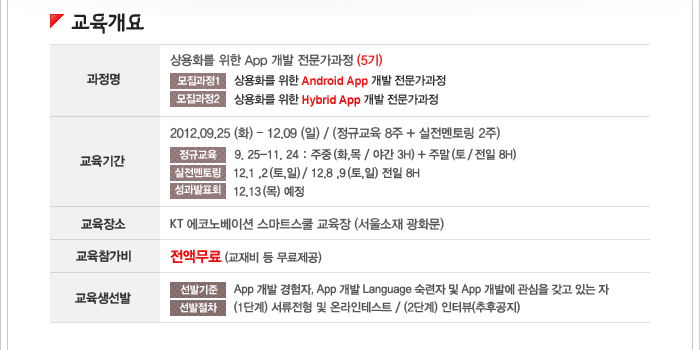 교육개요
과정명
상용화를 위한 App 개발 전문가과정 (5기)
모집과정1 상용화를 위한 Android App 개발 전문가과정
모집과정2 상용화를 위한 Hybrid App 개발 전문가과정
교육기간
2012.09.25 (화) - 12.09 (일) / (정규교육 8주 + 실전멘토링 2주)
정규교육 9. 25-11. 24 : 주중 (화,목 / 야간 3H) + 주말 (토 / 전일 8H)
실전멘토링 12.1 ,2 (토,일) / 12.8 ,9 (토,일) 전일 8H
성과발표회 12.13 (목) 예정
교육장소 KT 에코노베이션 스마트스쿨 교육장 (서울소재 광화문)
교육참가비 전액무료 (교재비 등 무료제공)
교육생선발
선발기준 App 개발 경험자, App 개발 Language 숙련자 및 App 개발에 관심을 갖고 있는 자
선발절차 (1단계) 서류전형 및 온라인테스트 / (2단계) 인터뷰(추후공지)